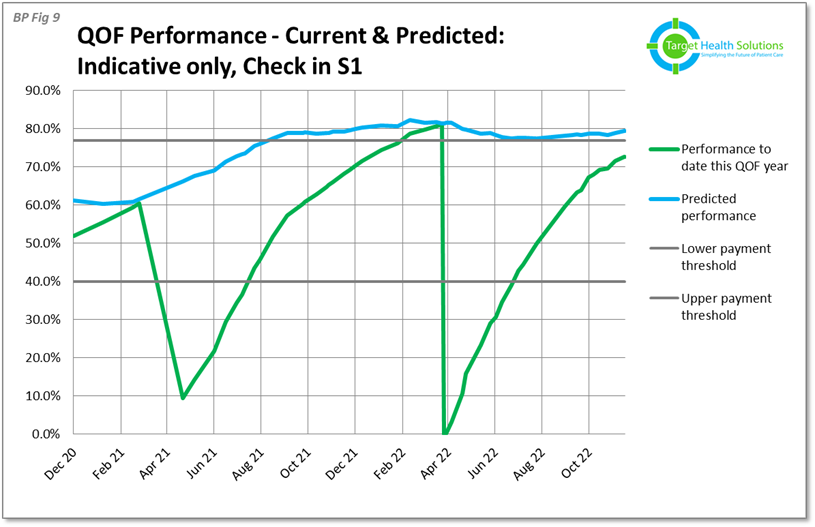 BP Fig 9
QOF Performance - Current & Predicted:
Indicative only, Check in S1
Target Health Solutions
Simplifying the Future of Patient Care
90.0%
80.0%
70.0%
60.0%
50.0%
40.0%
30.0%
20.0%
10.0%
0.0%
Dec 20
Feb 21
Apr 21
Jun 21
Aug 21
Oct 21
Dec 21
Feb 22
Apr 22
Jun 22
Aug 22
Oct 22
Performance to
date this QOF year
Predicted
performance
Lower payment
threshold
Upper payment
threshold